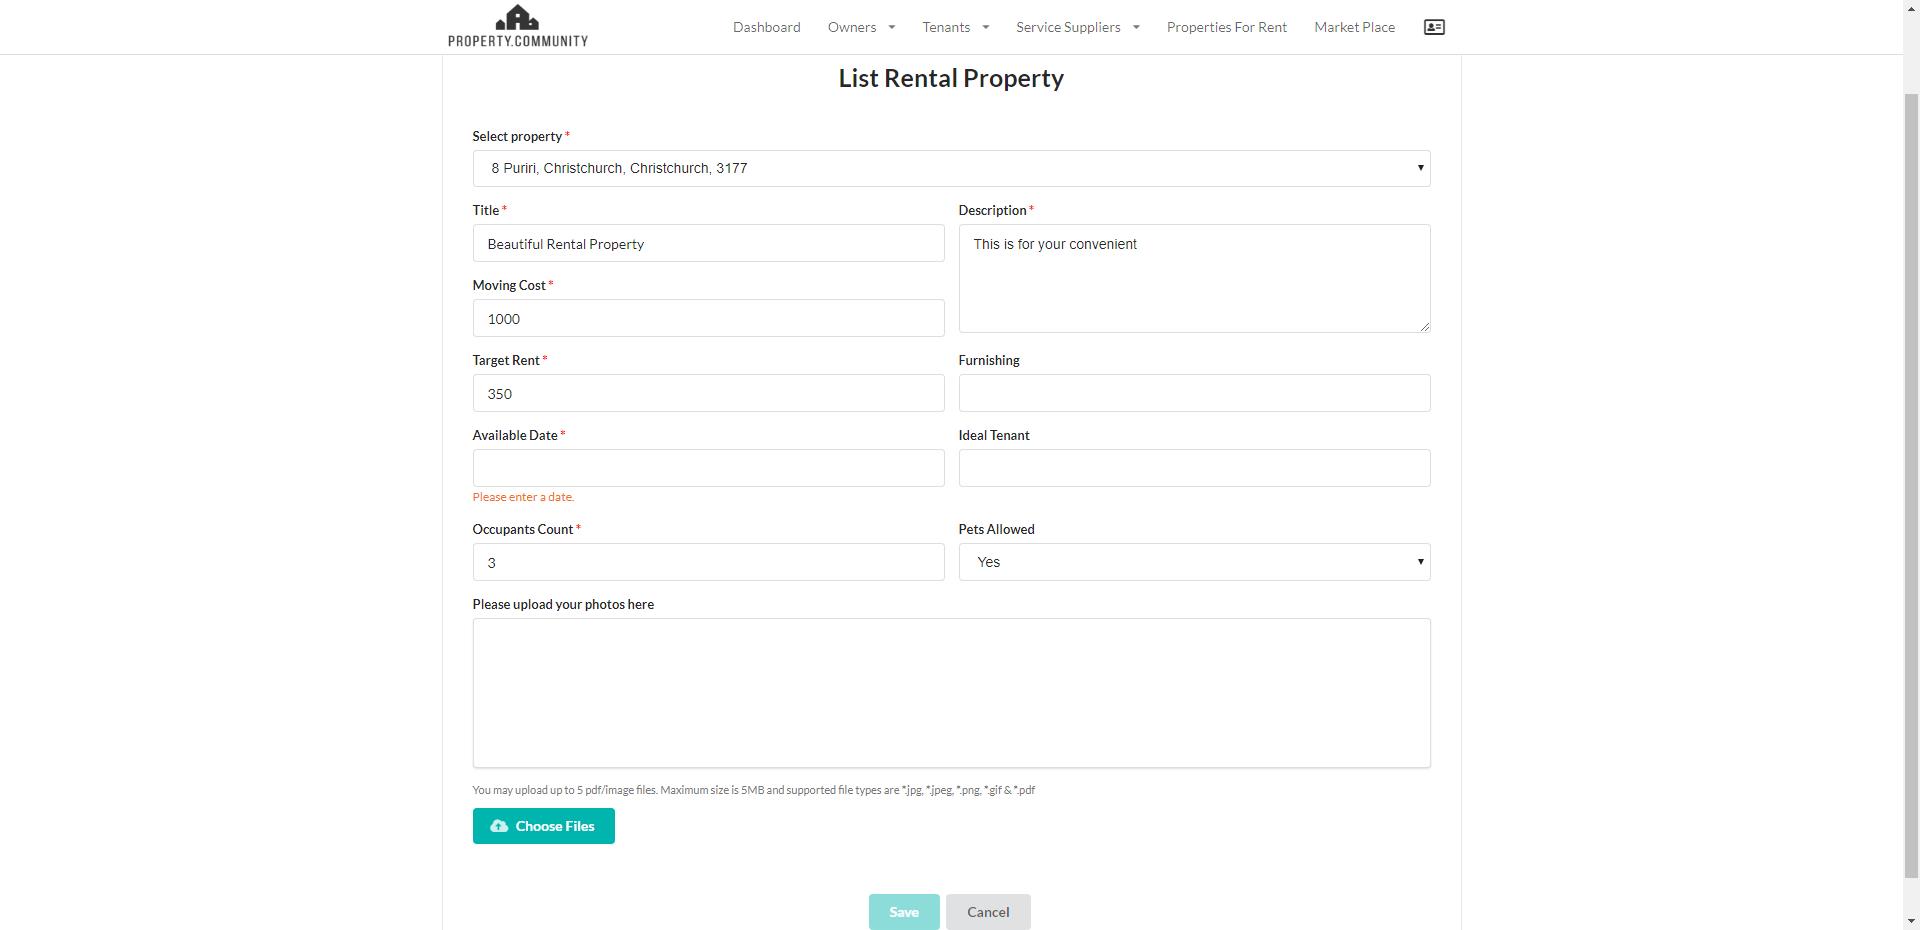 PROPERTY.COMMUNITY
Dashboard Owners Tenants Service Suppliers Properties For Rent Market Place
List Rental Property
Select property *
8 Puriri, Christchurch, Christchurch, 3177
Title *
Beautiful Rental Property
Description *
This is for your convenient
Moving Cost *
1000
Target Rent *
350
Furnishing
Available Date *
Please enter a date.
Ideal Tenant
Occupants Count *
3
Pets Allowed
Yes
Please upload your photos here
You may upload up to 5 pdf/image files. Maximum size is 5MB and supported file types are *.jpg, *.jpeg, *.png, *.gif & *.pdf
Choose Files
Save Cancel